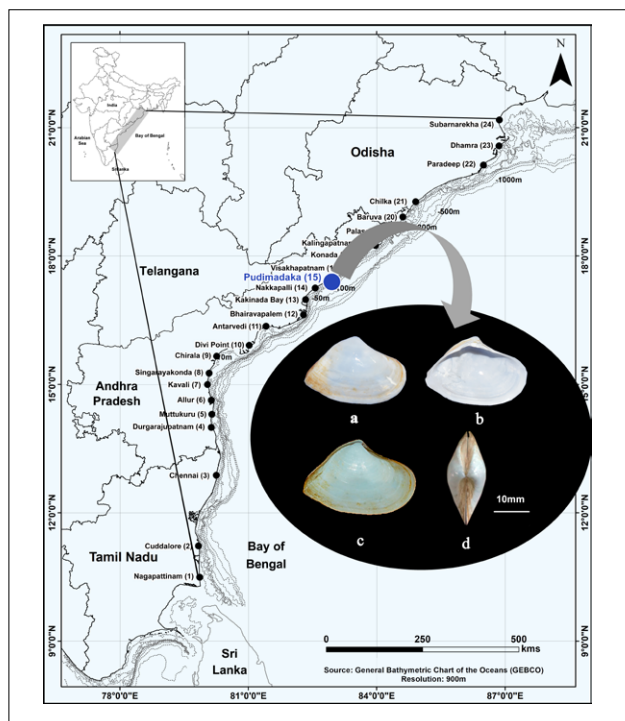 N
India
Arabian
Sea
Bay of Bengal
Sri Lanka
21°0'0"N
18°0'0"N
15°0'0"N
12°0'0"N
9°0'0"N
Subarnarekha (24)
Dhamra (23)
Paradeep (22)
Odisha
-1000m
Chilka (21)
-500m
Baruva (20)
Konada
Telangana
Pudimadaka (15)
Nakkapalli (14)
Kakinada Bay (13)
-50m
Bhairavapalem (12)
Antarvedi (11)
Divi Point (10)
Chirala (9)
Singarayakonda (8)
Kavali (7)
Andhra
Pradesh
Allur (6)
Muttukuru (5)
Durgarajupatnam (4)
a
b
c
d
10mm
Chennai (3)
Cuddalore (2)
Tamil Nadu
Bay of
Bengal
Nagapattinam (1)
Sri
Lanka
0 250 500
kms
Source: General Bathymetric Chart of the Oceans (GEBCO)
Resolution: 900m
78°0'0"E 81°0'0"E 84°0'0"E 87°0'0"E